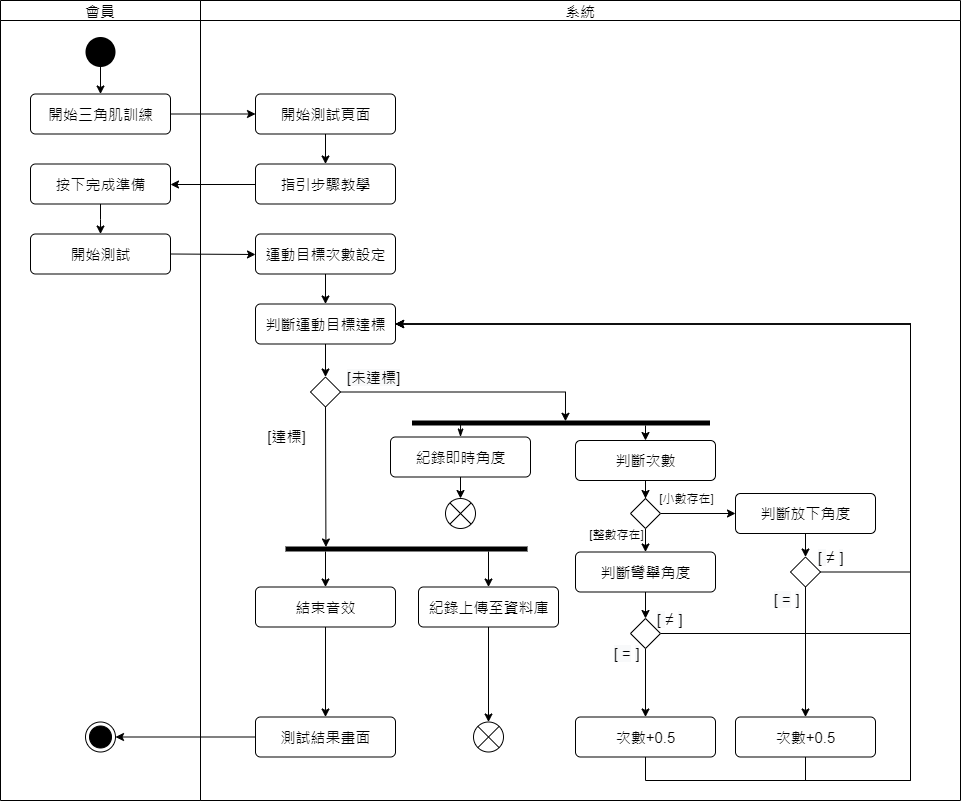 會員
系統
開始三角肌訓練
開始測試頁面
按下完成準備
指引步驟教學
開始測試
運動目標次數設定
判斷運動目標達標
[未達標]
[達標]
紀錄即時角度
判斷次數
[小數存在]
判斷放下角度
[整數存在]
判斷彎舉角度
[ ≠ ]
[ = ]
結束音效
紀錄上傳至資料庫
[ ≠ ]
[ = ]
測試結果畫面
次數+0.5
次數+0.5